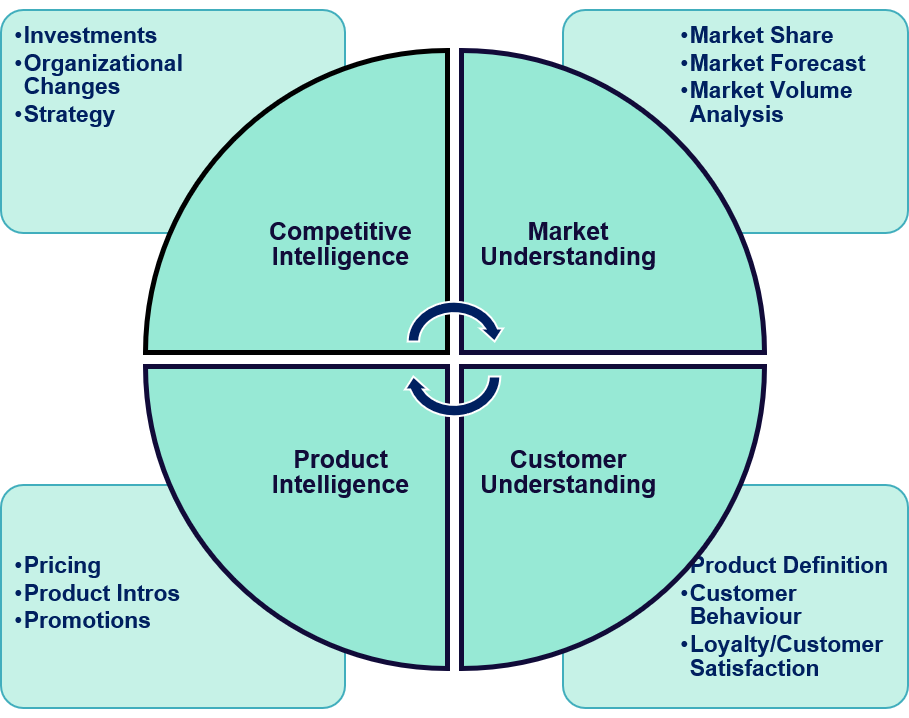 •Investments
•Organizational
Changes
•Strategy
•Market Share
•Market Forecast
•Market Volume
Analysis
Competitive
Intelligence
Market
Understanding
Product
Intelligence
Customer
Understanding
•Pricing
•Product Intros
•Promotions
Product Definition
•Customer
Behaviour
•Loyalty/Customer
Satisfaction